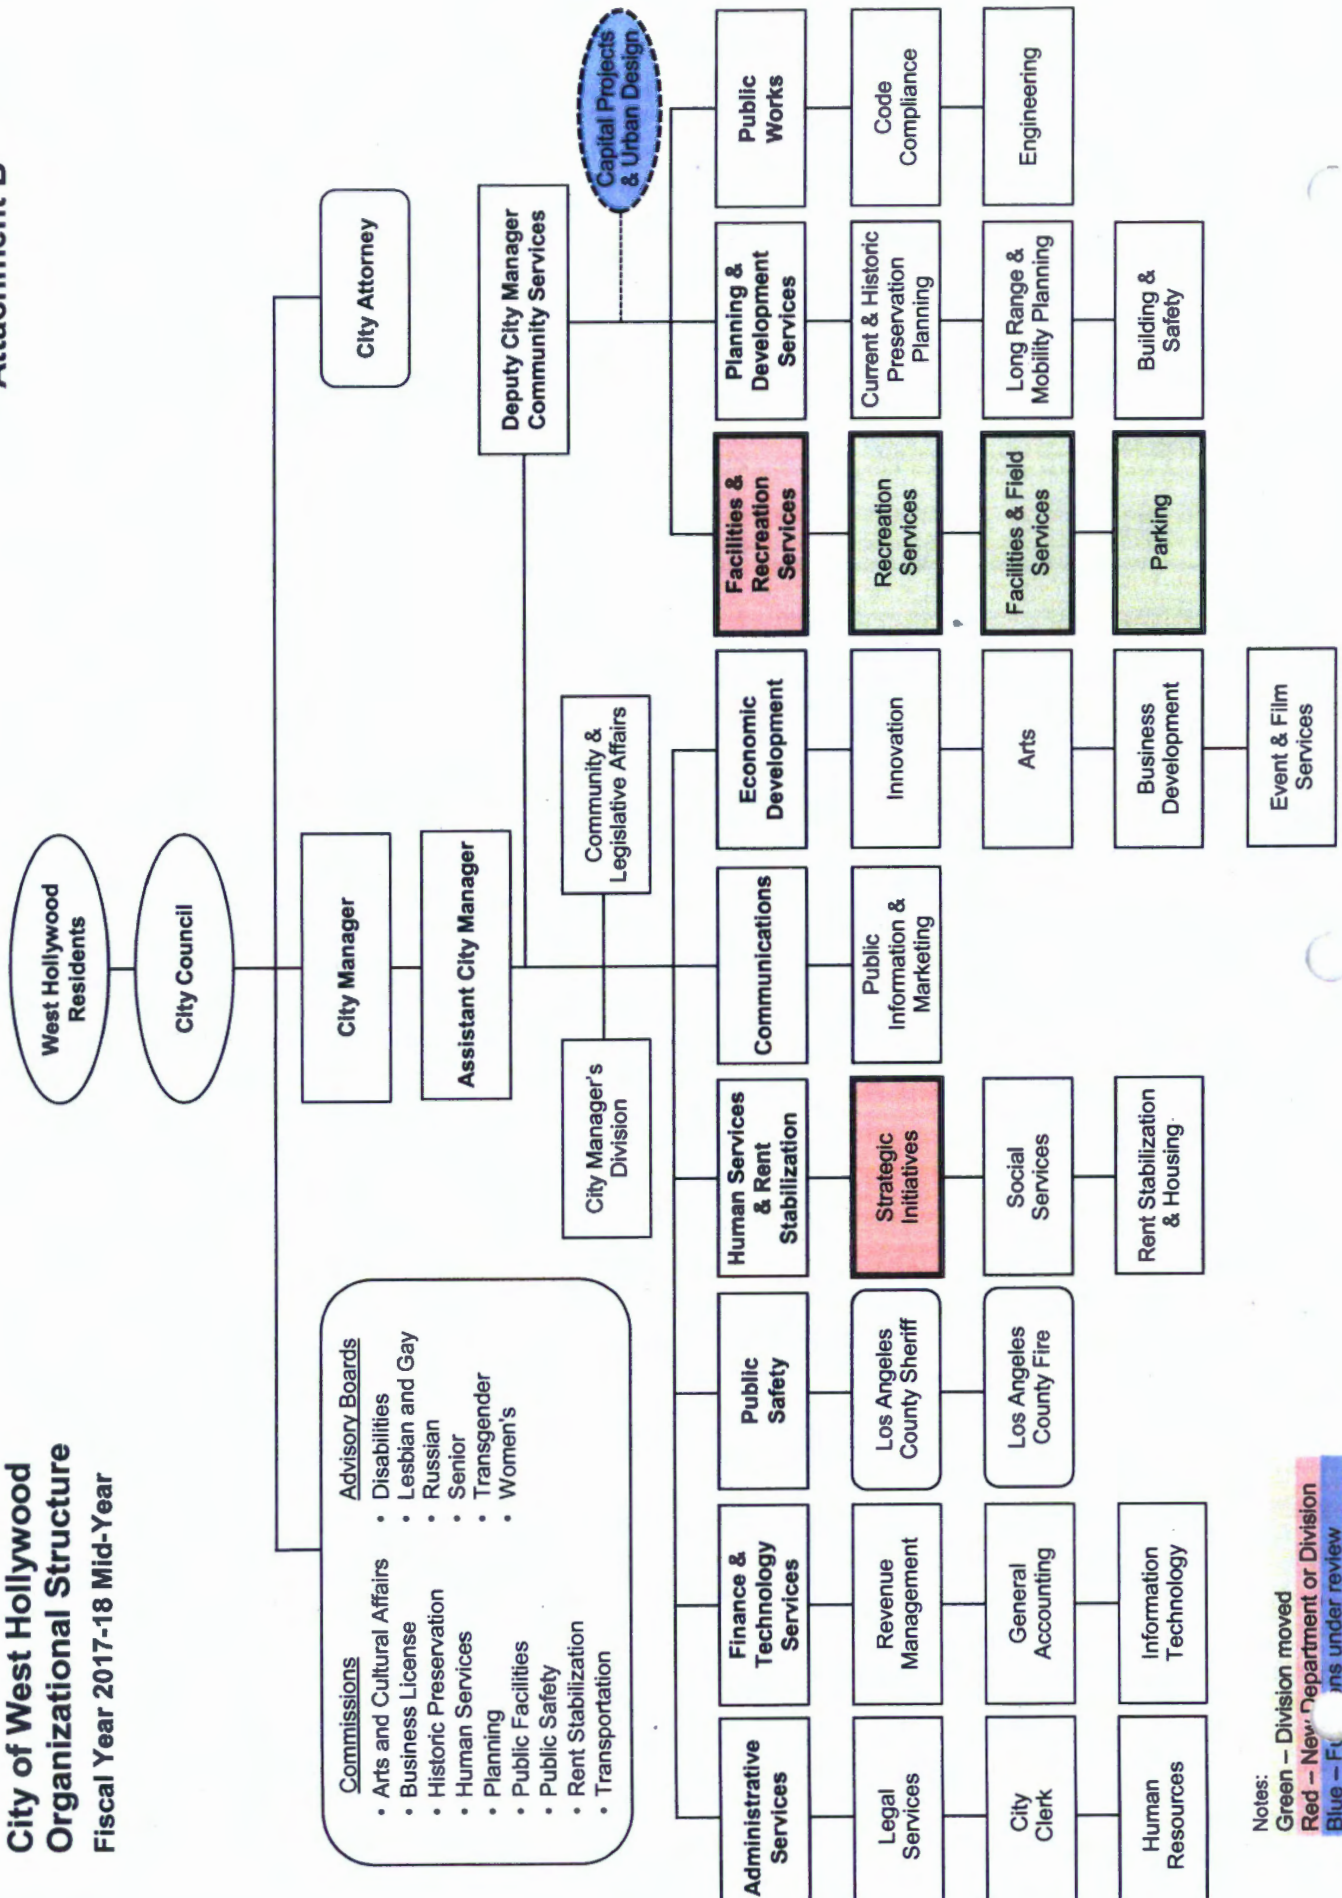 City of West Hollywood
Organizational Structure
Fiscal Year 2017-18 Mid-Year
West Hollywood
Residents
City Council
City Manager
Assistant City Manager
City Attorney
Commissions
• Arts and Cultural Affairs
• Business License
• Historic Preservation
• Human Services
• Planning
• Public Facilities
• Public Safety
• Rent Stabilization
• Transportation
Advisory Boards
• Disabilities
• Lesbian and Gay
• Russian
• Senior
• Transgender
• Women's
City Manager's
Division
Community &
Legislative Affairs
Deputy City Manager
Community Services
Capital Projects
& Urban Design
Administrative
Services
Legal
Services
City
Clerk
Human
Resources
Finance &
Technology
Services
Revenue
Management
General
Accounting
Information
Technology
Public
Safety
Los Angeles
County Sheriff
Los Angeles
County Fire
Human Services
& Rent
Stabilization
Strategic
Initiatives
Social
Services
Rent Stabilization
& Housing
Communications
Public
Information &
Marketing
Economic
Development
Innovation
Arts
Business
Development
Event & Film
Services
Facilities &
Recreation
Services
Recreation
Services
Facilities & Field
Services
Parking
Planning &
Development
Services
Current & Historic
Preservation
Planning
Long Range &
Mobility Planning
Building &
Safety
Public
Works
Code
Compliance
Engineering
Notes:
Green – Division moved
Red – New Department or Division
Blue – under review